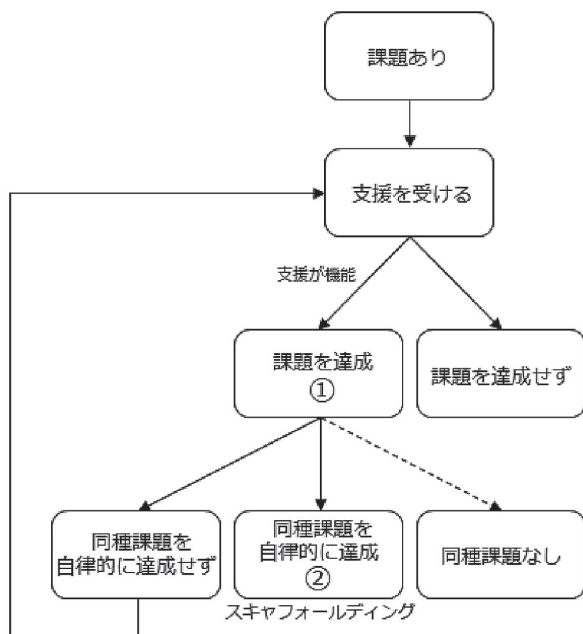 課題あり
支援を受ける
支援が機能
課題を達成
①
課題を達成せず
同種課題を
自律的に達成せず
同種課題を
自律的に達成
②
同種課題なし
スキャフォールディング